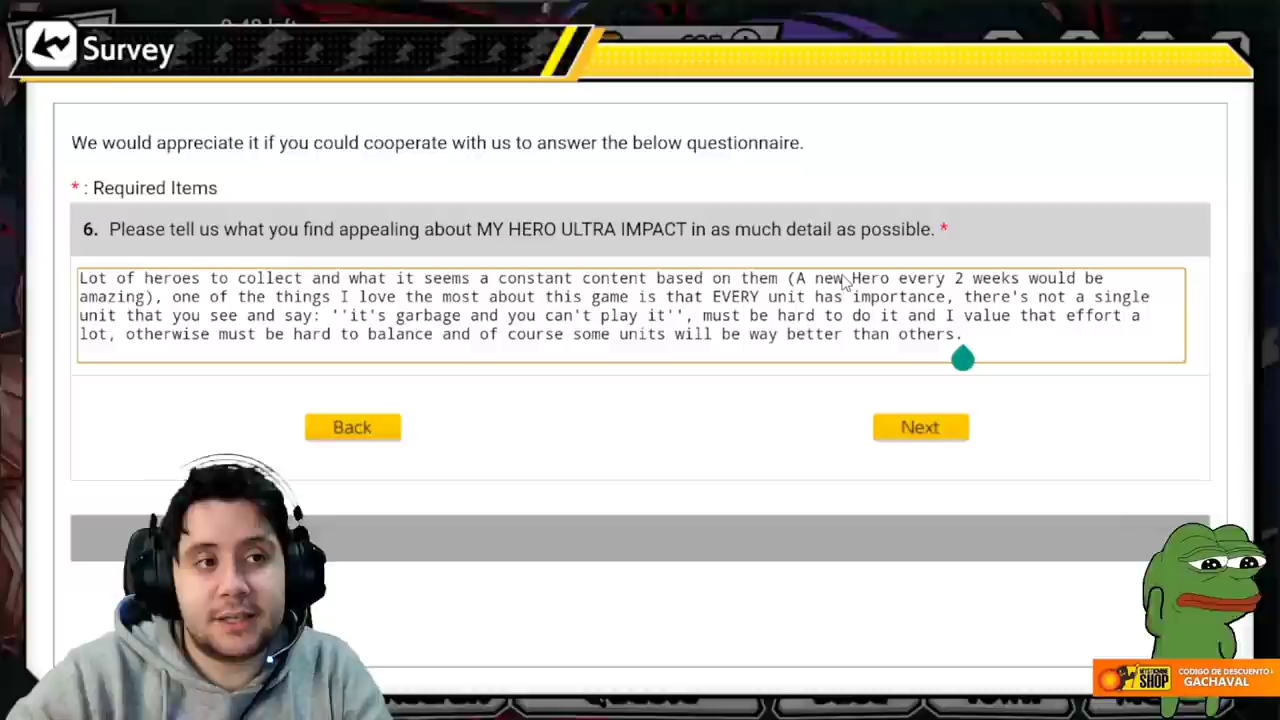 Survey
We would appreciate it if you could cooperate with us to answer the below questionnaire.
* : Required Items
6. Please tell us what you find appealing about MY HERO ULTRA IMPACT in as much detail as possible. *
Lot of heroes to collect and what it seems a constant content based on them (A new Hero every 2 weeks would be
amazing), one of the things I love the most about this game is that EVERY unit has importance, there's not a single
unit that you see and say: ''it's garbage and you can't play it'', must be hard to do it and I value that effort a
lot, otherwise must be hard to balance and of course some units will be way better than others.
Back Next
MYSTICHINE
SHOP
CODIGO DE DESCUENTO
GACHAVAL